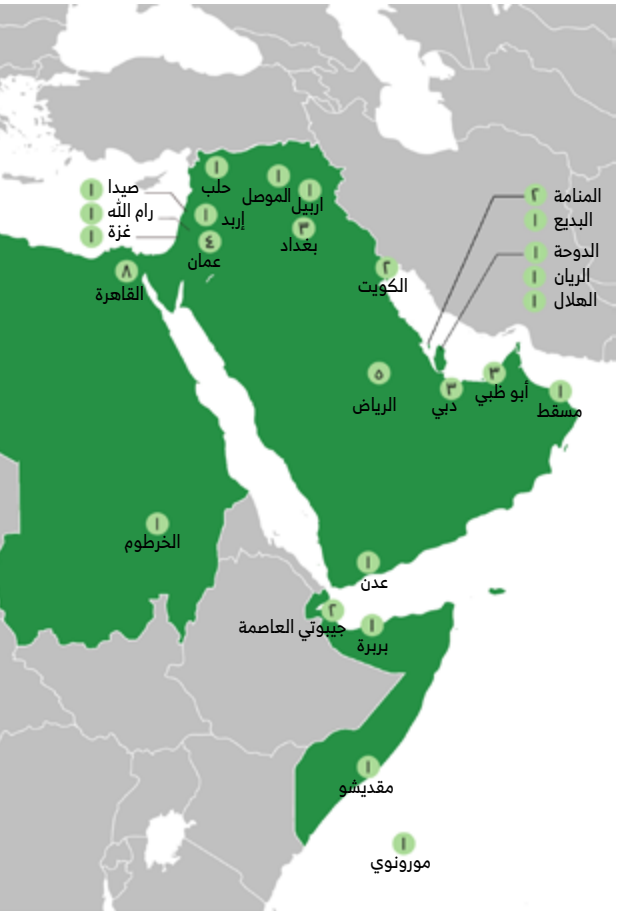 ١ صيدا
١ رام الله
١ غزة
١ حلب
١ الموصل
١ اربيل
١ إربد
٤ عمان
٣ بغداد
٨ القاهرة
٢ الكويت
٢ المنامة
١ البديع
١ الدوحة
١ الريان
١ الهلال
٥ الرياض
٣ دبي
٣ أبو ظبي
١ مسقط
١ الخرطوم
١ عدن
٢ جيبوتي العاصمة
١ بربرة
١ مقديشو
١ مورونوي